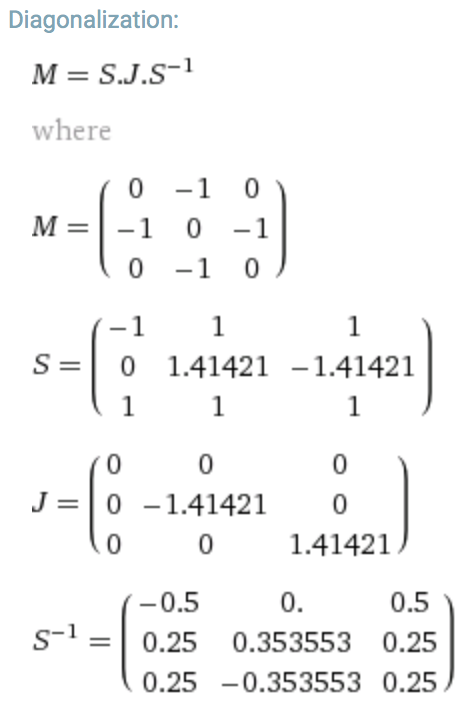 Diagonalization:
M = S.J.S⁻¹
where
0 −1 0
M = −1 0 −1
0 −1 0
−1 1 1
S = 0 1.41421 −1.41421
1 1 1
0 0 0
J = 0 −1.41421 0
0 0 1.41421
−0.5 0. 0.5
S⁻¹ = 0.25 0.353553 0.25
0.25 −0.353553 0.25